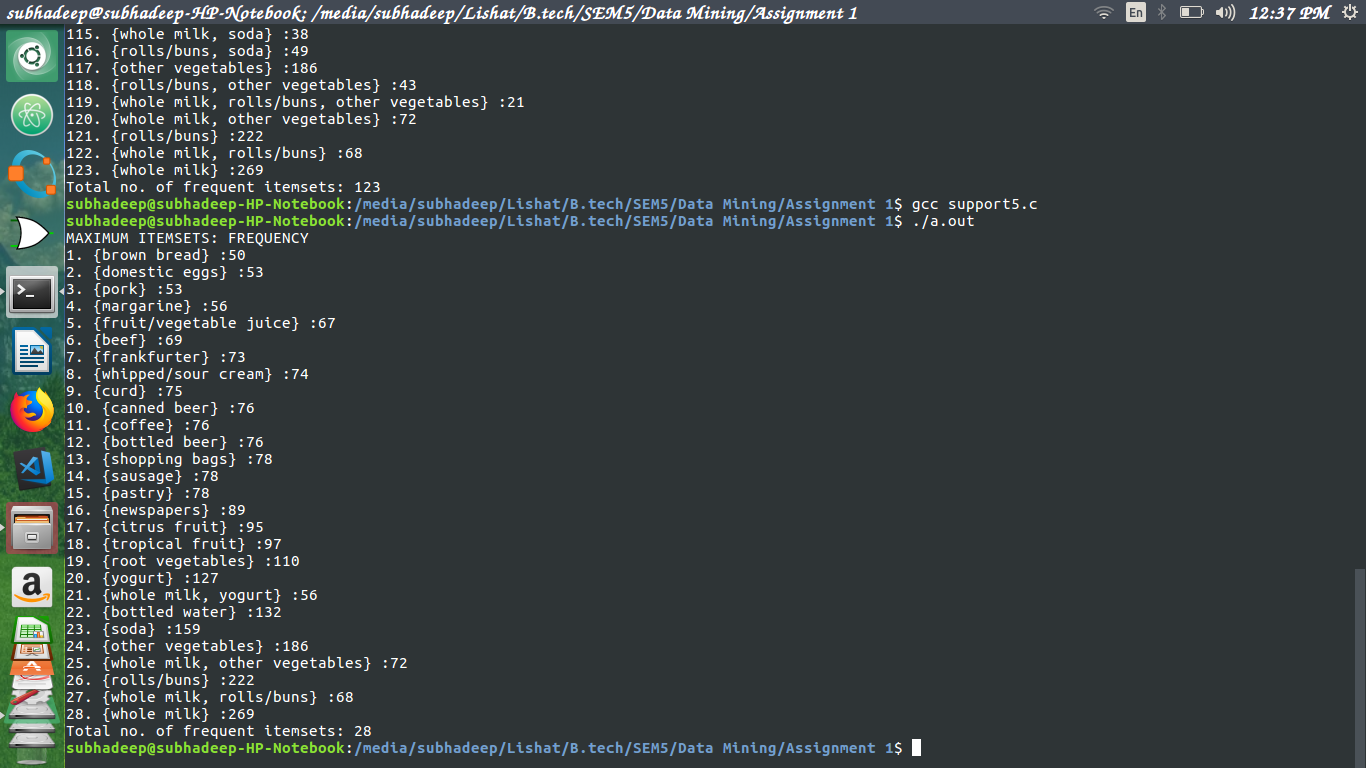 subhadeep@subhadeep-HP-Notebook: /media/subhadeep/Lishat/B.tech/SEM5/Data Mining/Assignment 1
En
12:37 PM
115. {whole milk, soda} :38
116. {rolls/buns, soda} :49
117. {other vegetables} :186
118. {rolls/buns, other vegetables} :43
119. {whole milk, rolls/buns, other vegetables} :21
120. {whole milk, other vegetables} :72
121. {rolls/buns} :222
122. {whole milk, rolls/buns} :68
123. {whole milk} :269
Total no. of frequent itemsets: 123
subhadeep@subhadeep-HP-Notebook:/media/subhadeep/Lishat/B.tech/SEM5/Data Mining/Assignment 1$ gcc support5.c
subhadeep@subhadeep-HP-Notebook:/media/subhadeep/Lishat/B.tech/SEM5/Data Mining/Assignment 1$ ./a.out
MAXIMUM ITEMSETS: FREQUENCY
1. {brown bread} :50
2. {domestic eggs} :53
3. {pork} :53
4. {margarine} :56
5. {fruit/vegetable juice} :67
6. {beef} :69
7. {frankfurter} :73
8. {whipped/sour cream} :74
9. {curd} :75
10. {canned beer} :76
11. {coffee} :76
12. {bottled beer} :76
13. {shopping bags} :78
14. {sausage} :78
15. {pastry} :78
16. {newspapers} :89
17. {citrus fruit} :95
18. {tropical fruit} :97
19. {root vegetables} :110
20. {yogurt} :127
21. {whole milk, yogurt} :56
22. {bottled water} :132
23. {soda} :159
24. {other vegetables} :186
25. {whole milk, other vegetables} :72
26. {rolls/buns} :222
27. {whole milk, rolls/buns} :68
28. {whole milk} :269
Total no. of frequent itemsets: 28
subhadeep@subhadeep-HP-Notebook:/media/subhadeep/Lishat/B.tech/SEM5/Data Mining/Assignment 1$